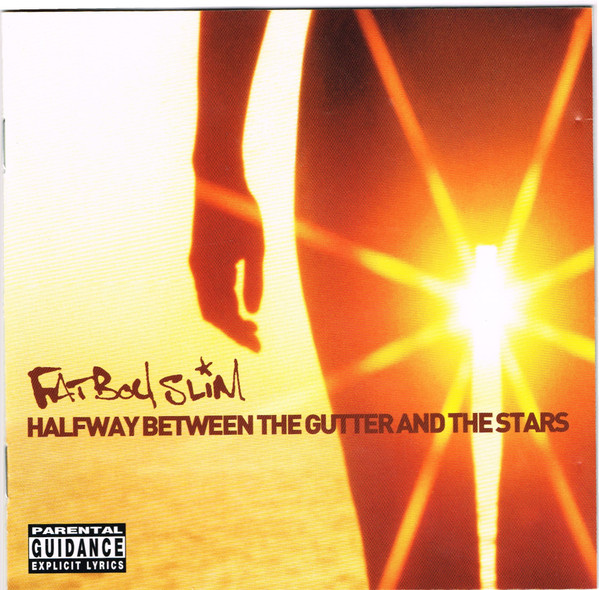 FATBOY SLIM
HALFWAY BETWEEN THE GUTTER AND THE STARS
PARENTAL
GUIDANCE
EXPLICIT LYRICS